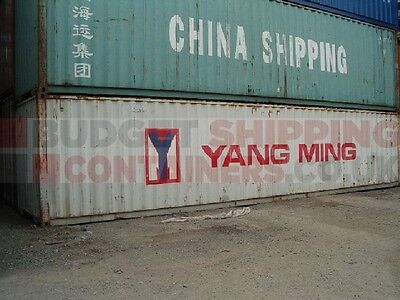 海运集团
CHINA SHIPPING
YANG MING
BUDGET SHIPPING
CONTAINERS.CO.UK